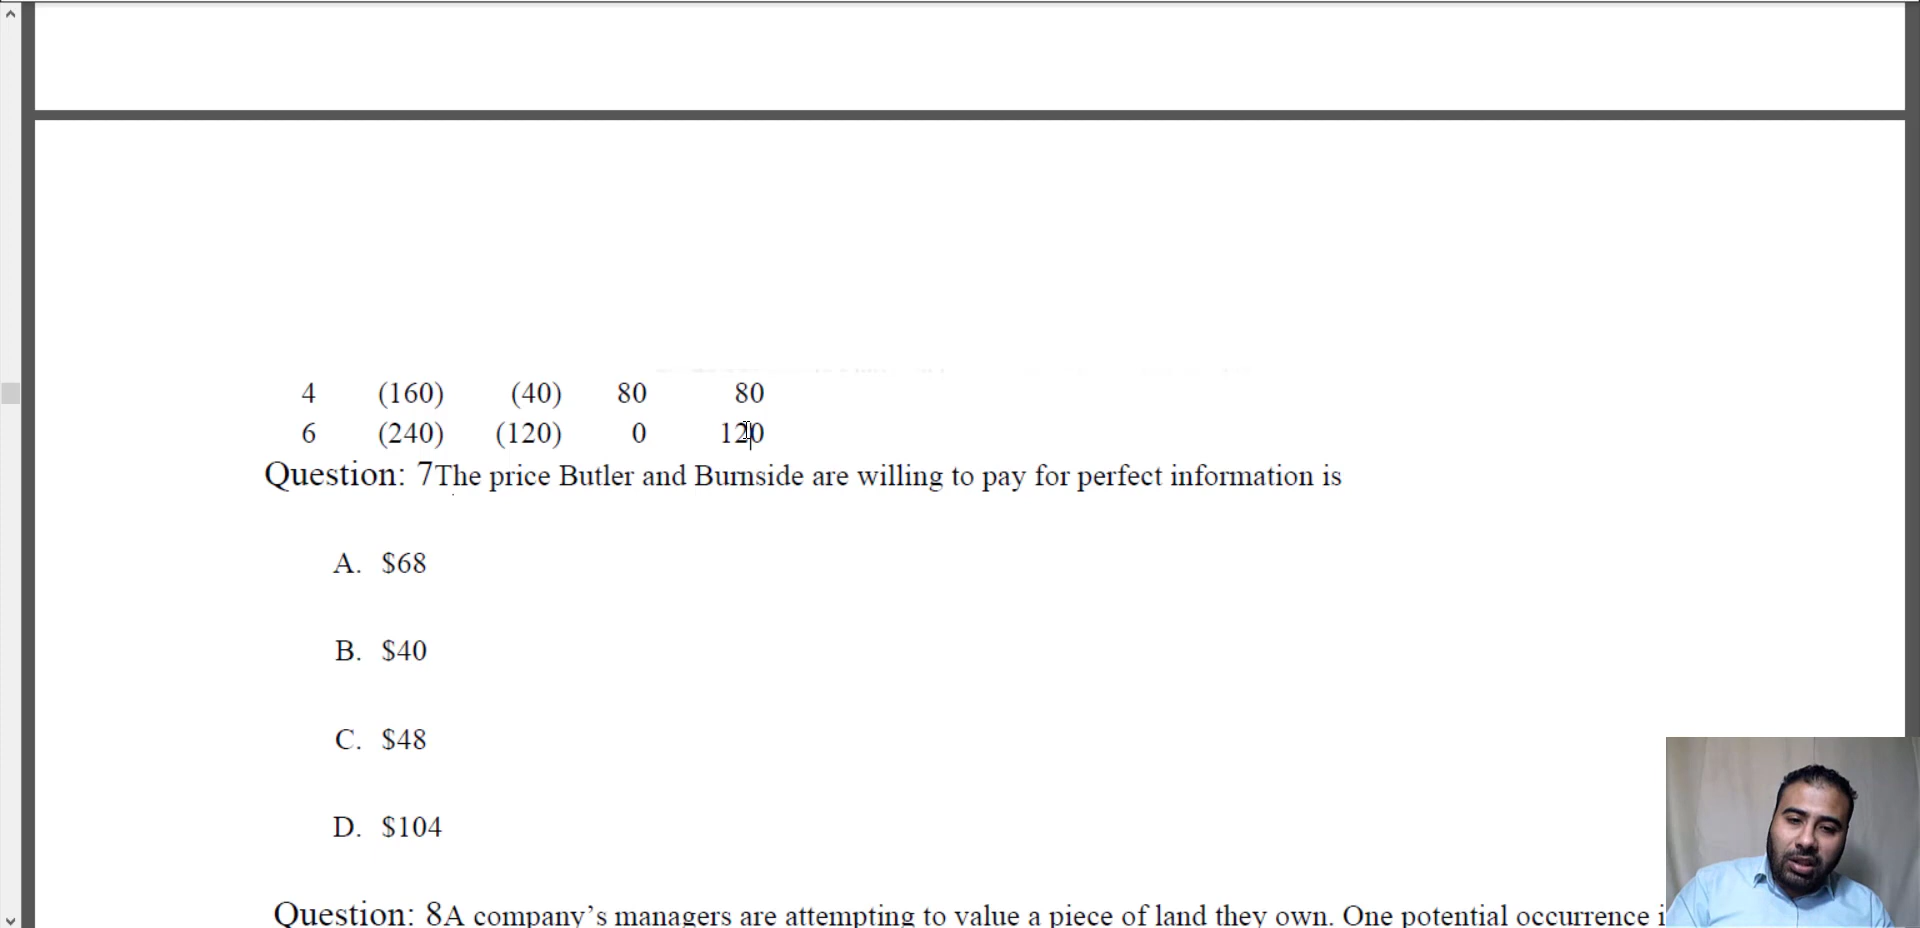 4 (160) (40) 80 80
6 (240) (120) 0 120
Question: 7The price Butler and Burnside are willing to pay for perfect information is
A. $68
B. $40
C. $48
D. $104
Question: 8A company’s managers are attempting to value a piece of land they own. One potential occurrence i